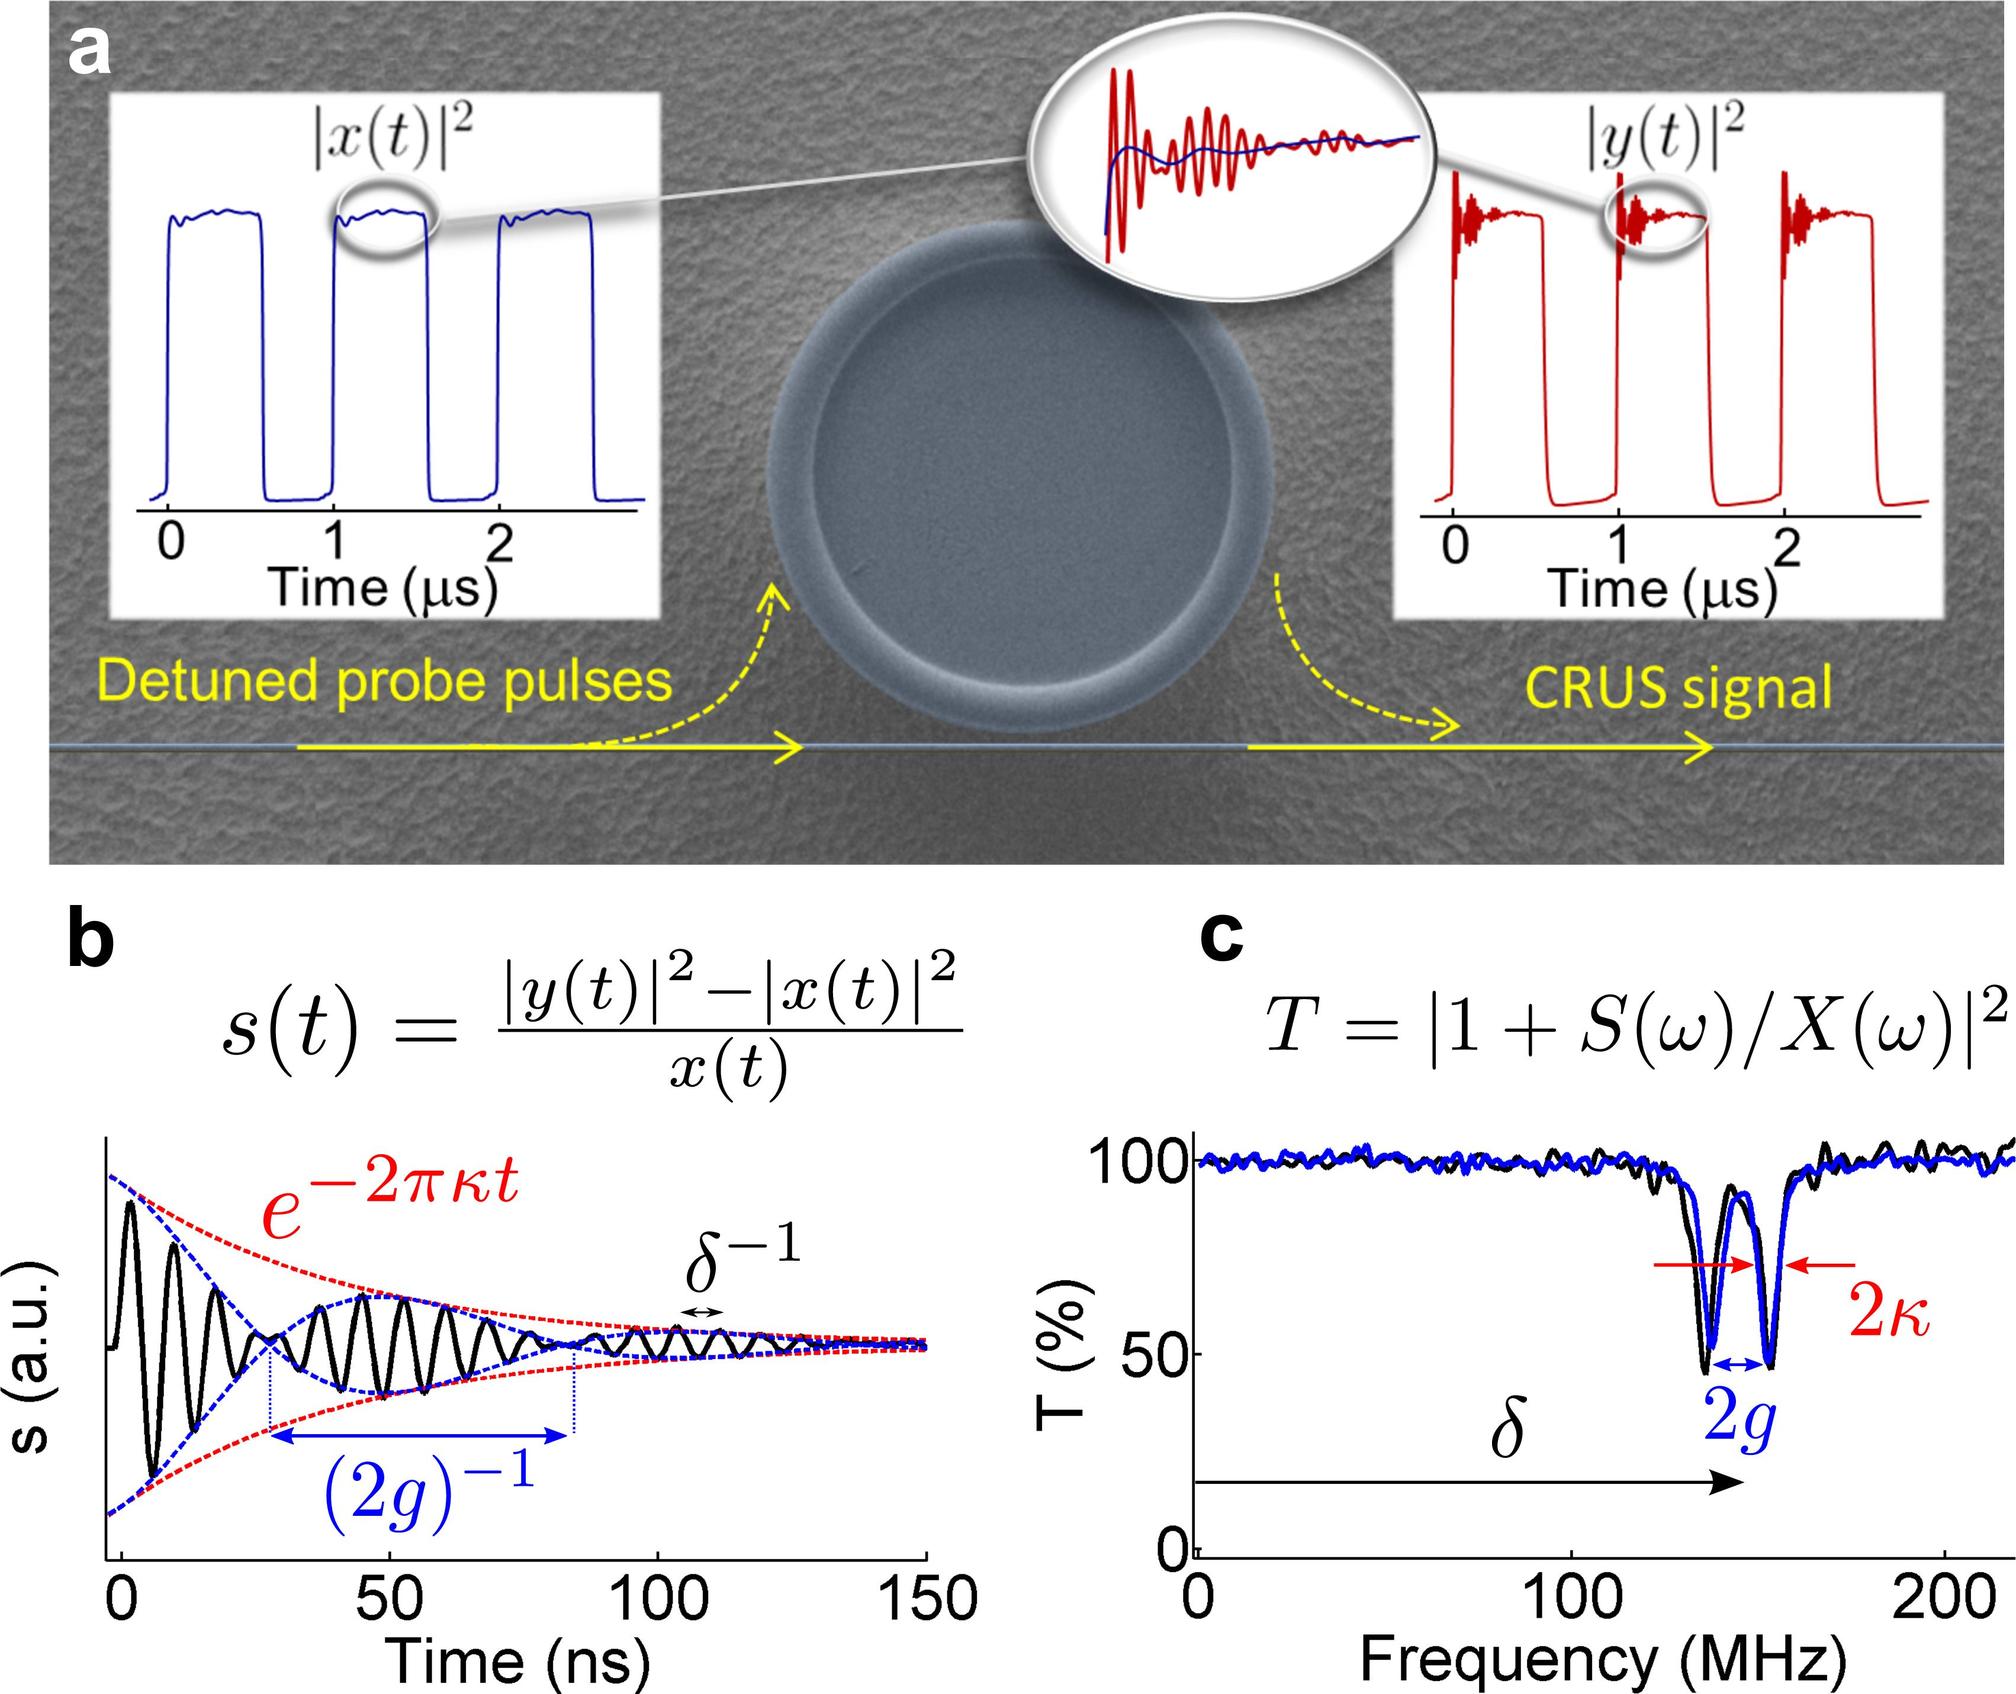 a
|x(t)|²
|y(t)|²
0 1 2
Time (μs)
0 1 2
Time (μs)
Detuned probe pulses
CRUS signal
b
s(t) = |y(t)|²−|x(t)|² / x(t)
e^−2πκt
δ^−1
(2g)^−1
s (a.u.)
0 50 100 150
Time (ns)
c
T = |1 + S(ω)/X(ω)|²
100
50
0
T (%)
2κ
2g
δ
0 100 200
Frequency (MHz)